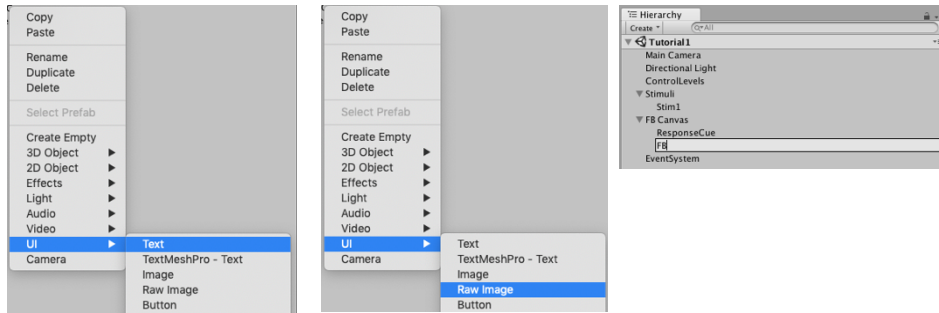 Copy
Paste
Rename
Duplicate
Delete
Select Prefab
Create Empty
3D Object
2D Object
Effects
Light
Audio
Video
UI
Camera
Text
TextMeshPro - Text
Image
Raw Image
Button
Copy
Paste
Rename
Duplicate
Delete
Select Prefab
Create Empty
3D Object
2D Object
Effects
Light
Audio
Video
UI
Camera
Text
TextMeshPro - Text
Image
Raw Image
Button
Hierarchy
Create All
Tutorial1
Main Camera
Directional Light
ControlLevels
Stimuli
Stim1
FB Canvas
ResponseCue
FB
EventSystem